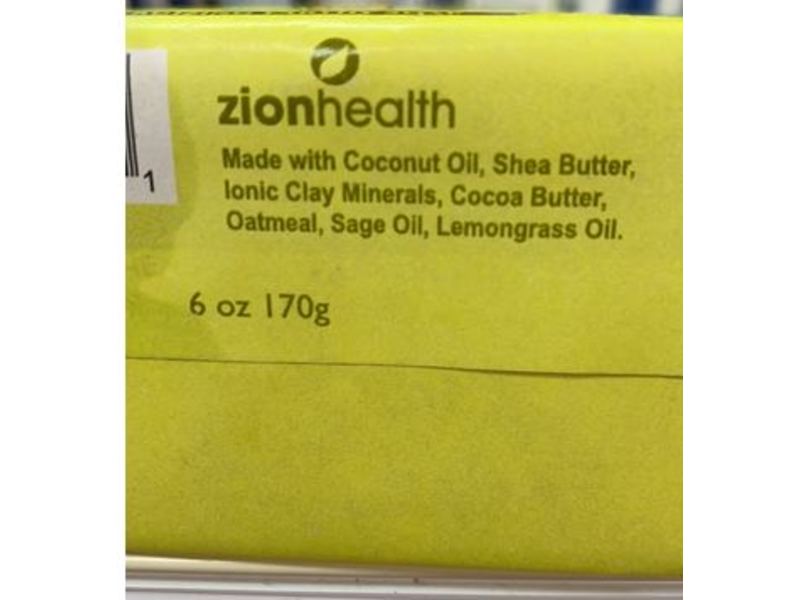 zionhealth
Made with Coconut Oil, Shea Butter,
Ionic Clay Minerals, Cocoa Butter,
Oatmeal, Sage Oil, Lemongrass Oil.
1
6 oz 170g